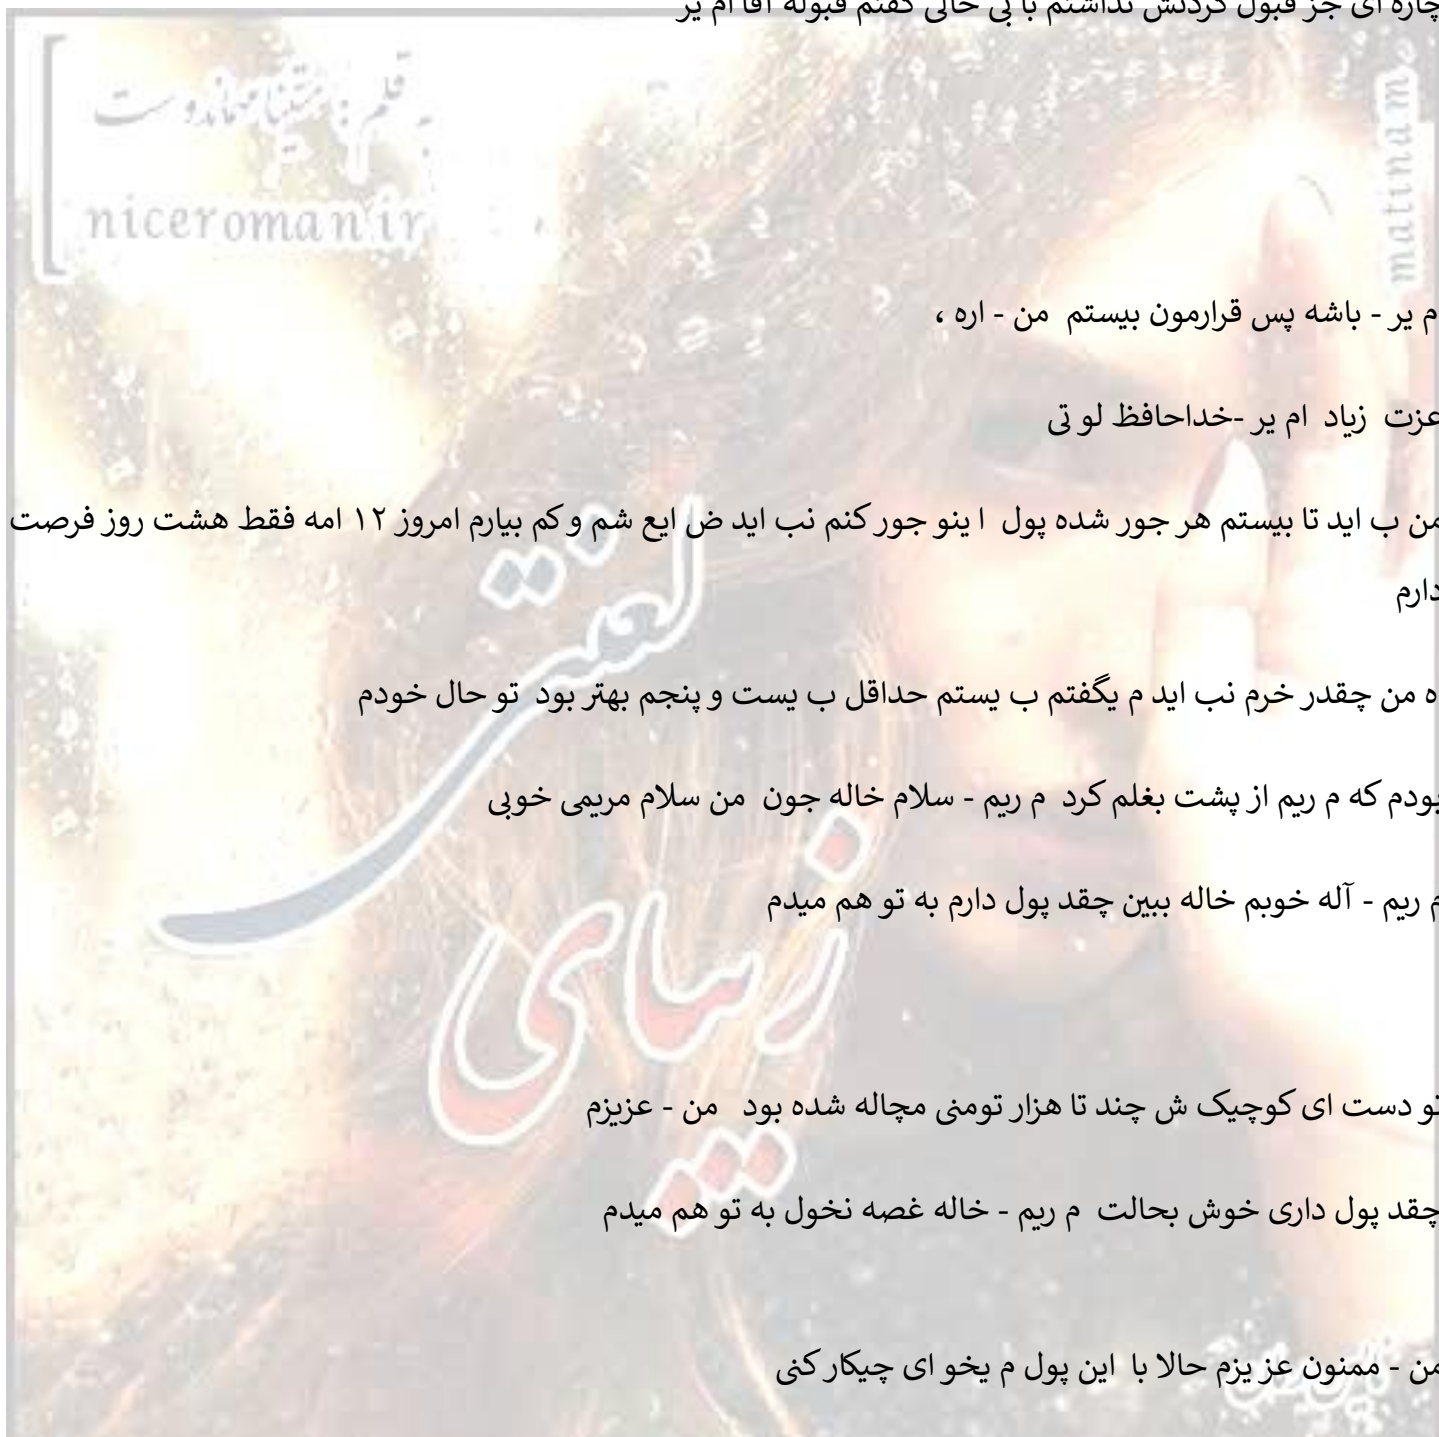 چاره ای جز قبول کردنش نداشتم با بی حالی گفتم قبوله آقا ام یر
به قلم : متینا مهماندوست
niceroman.ir
matinam
م یر - باشه پس قرارمون بیستم من - اره ،
عزت زیاد ام یر -خداحافظ لو تی
من ب اید تا بیستم هر جور شده پول ا ینو جور کنم نب اید ض ایع شم و کم بیارم امروز ۱۲ امه فقط هشت روز فرصت
دارم
ه من چقدر خرم نب اید م یگفتم ب یستم حداقل ب یست و پنجم بهتر بود تو حال خودم
بودم که م ریم از پشت بغلم کرد م ریم - سلام خاله جون من سلام مریمی خوبی
م ریم - آله خوبم خاله ببین چقد پول دارم به تو هم میدم
زیبای لعنتی
تو دست ای کوچیک ش چند تا هزار تومنی مچاله شده بود من - عزیزم
چقد پول داری خوش بحالت م ریم - خاله غصه نخول به تو هم میدم
من - ممنون عز یزم حالا با این پول م یخو ای چیکار کنی